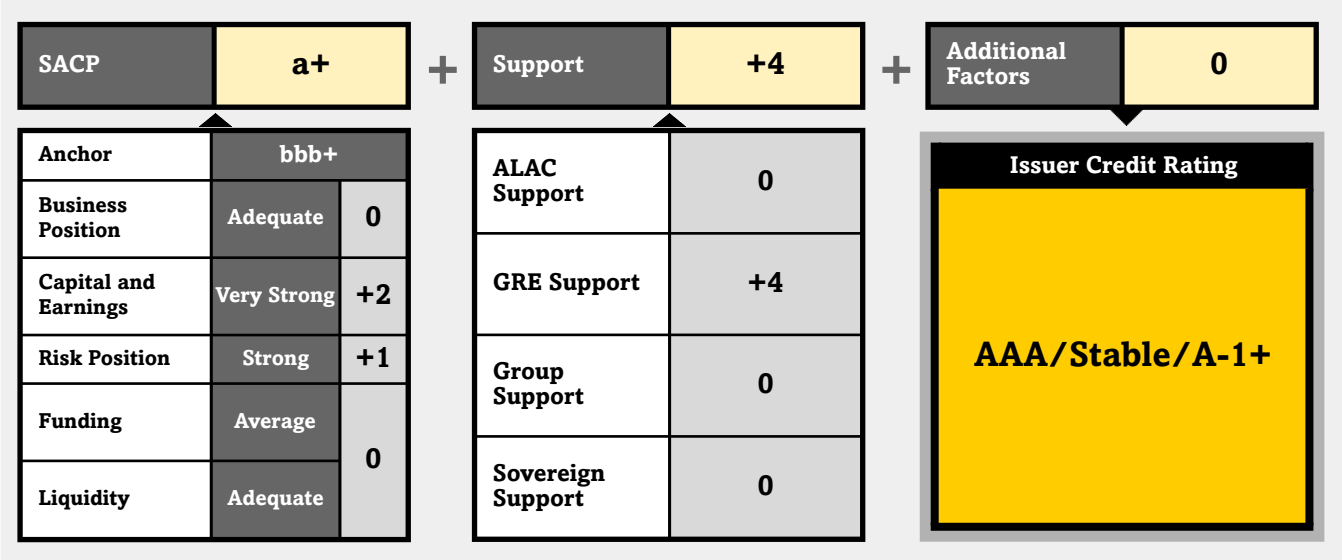 SACP
a+
+
Support
+4
+
Additional
Factors
0
Anchor
bbb+
Business
Position
Adequate
0
Capital and
Earnings
Very Strong
+2
Risk Position
Strong
+1
Funding
Average
0
Liquidity
Adequate
ALAC
Support
0
GRE Support
+4
Group
Support
0
Sovereign
Support
0
Issuer Credit Rating
AAA/Stable/A-1+